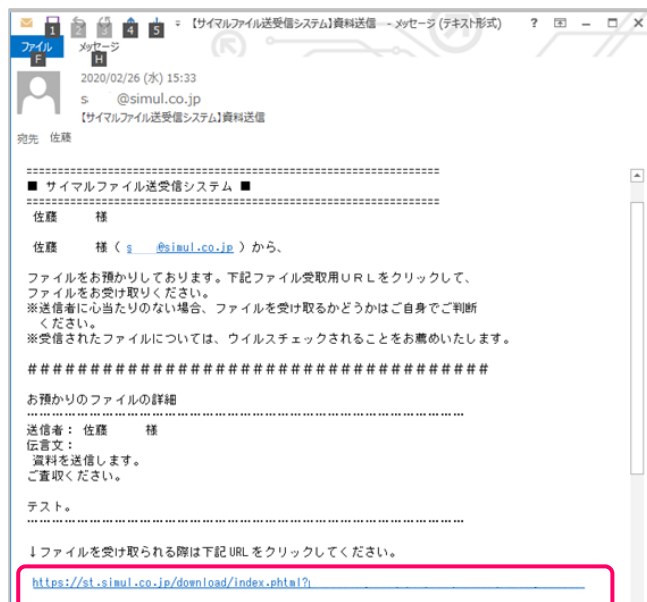 【サイマルファイル送受信システム】資料送信 - メッセージ (テキスト形式)
1 2 3 4 5
ファイル メッセージ
F H
2020/02/26 (水) 15:33
s @simul.co.jp
【サイマルファイル送受信システム】資料送信
宛先 佐藤
==================================================================
■ サイマルファイル送受信システム ■
==================================================================
佐藤 様
佐藤 様 ( s @simul.co.jp ) から、
ファイルをお預かりしております。下記ファイル受取用ＵＲＬをクリックして、
ファイルをお受け取りください。
※送信者に心当たりのない場合、ファイルを受け取るかどうかはご自身でご判断
ください。
※受信されたファイルについては、ウイルスチェックされることをお薦めいたします。
#####################################
お預かりのファイルの詳細
………………………………………………………………………………
送信者： 佐藤 様
伝言文：
資料を送信します。
ご査収ください。
テスト。
………………………………………………………………………………
↓ファイルを受け取られる際は下記URLをクリックしてください。
https://st.simul.co.jp/download/index.phtml?